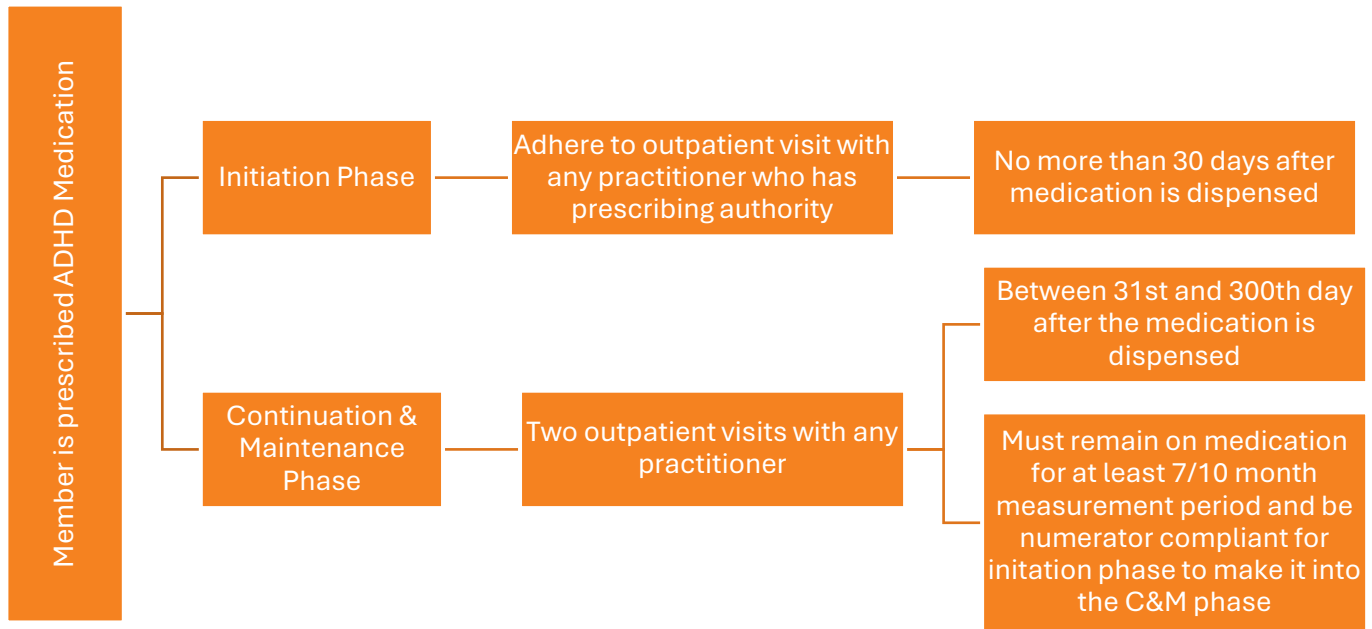 Member is prescribed ADHD Medication
Initiation Phase
Adhere to outpatient visit with
any practitioner who has
prescribing authority
No more than 30 days after
medication is dispensed
Continuation &
Maintenance
Phase
Two outpatient visits with any
practitioner
Between 31st and 300th day
after the medication is
dispensed
Must remain on medication
for at least 7/10 month
measurement period and be
numerator compliant for
initation phase to make it into
the C&M phase